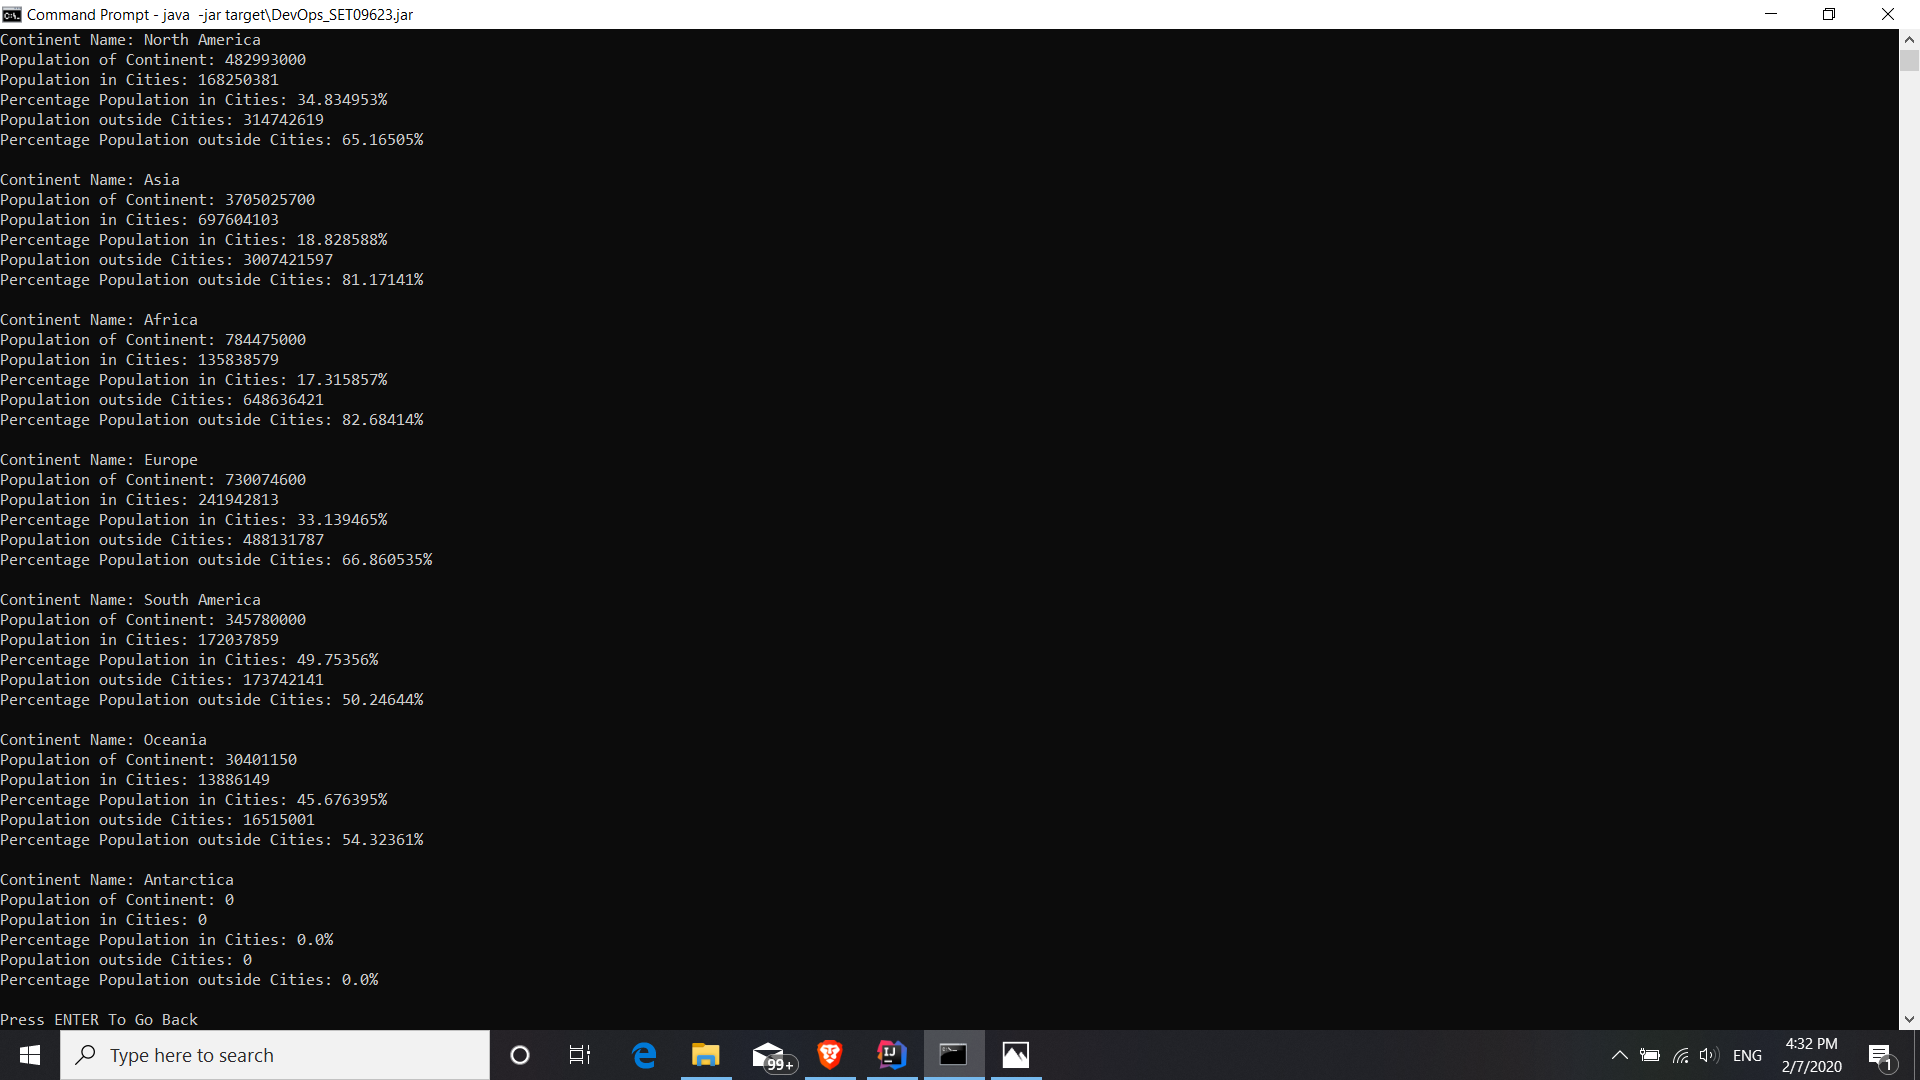 Command Prompt - java  -jar target\DevOps_SET09623.jar
Continent Name: North America
Population of Continent: 482993000
Population in Cities: 168250381
Percentage Population in Cities: 34.834953%
Population outside Cities: 314742619
Percentage Population outside Cities: 65.16505%
Continent Name: Asia
Population of Continent: 3705025700
Population in Cities: 697604103
Percentage Population in Cities: 18.828588%
Population outside Cities: 3007421597
Percentage Population outside Cities: 81.17141%
Continent Name: Africa
Population of Continent: 784475000
Population in Cities: 135838579
Percentage Population in Cities: 17.315857%
Population outside Cities: 648636421
Percentage Population outside Cities: 82.68414%
Continent Name: Europe
Population of Continent: 730074600
Population in Cities: 241942813
Percentage Population in Cities: 33.139465%
Population outside Cities: 488131787
Percentage Population outside Cities: 66.860535%
Continent Name: South America
Population of Continent: 345780000
Population in Cities: 172037859
Percentage Population in Cities: 49.75356%
Population outside Cities: 173742141
Percentage Population outside Cities: 50.24644%
Continent Name: Oceania
Population of Continent: 30401150
Population in Cities: 13886149
Percentage Population in Cities: 45.676395%
Population outside Cities: 16515001
Percentage Population outside Cities: 54.32361%
Continent Name: Antarctica
Population of Continent: 0
Population in Cities: 0
Percentage Population in Cities: 0.0%
Population outside Cities: 0
Percentage Population outside Cities: 0.0%
Press ENTER To Go Back
Type here to search
99+
IJ
ENG
4:32 PM
2/7/2020
1